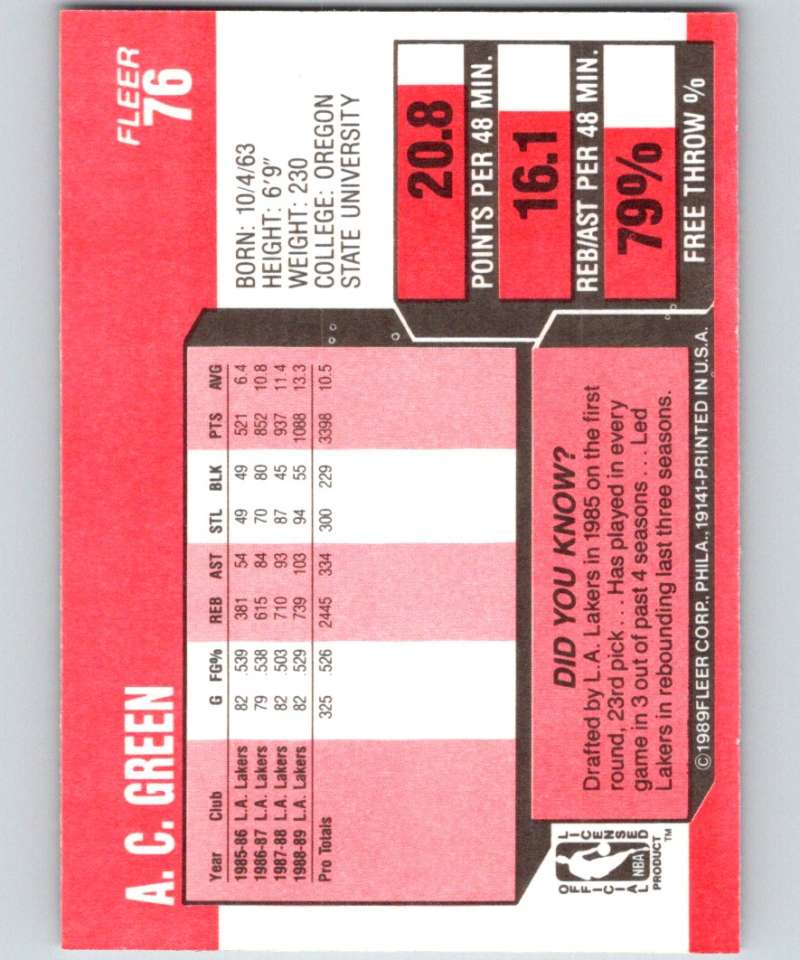 A. C. GREEN
FLEER
76
Year Club G FG% REB AST STL BLK PTS AVG
1985-86 L.A. Lakers 82 .539 381 54 49 49 521 6.4
1986-87 L.A. Lakers 79 .538 615 84 70 80 852 10.8
1987-88 L.A. Lakers 82 .503 710 93 87 45 937 11.4
1988-89 L.A. Lakers 82 .529 739 103 94 55 1088 13.3
Pro Totals 325 .526 2445 334 300 229 3398 10.5
BORN: 10/4/63
HEIGHT: 6'9"
WEIGHT: 230
COLLEGE: OREGON
STATE UNIVERSITY
20.8
POINTS PER 48 MIN.
16.1
REB/AST PER 48 MIN.
79%
FREE THROW %
DID YOU KNOW?
Drafted by L.A. Lakers in 1985 on the first
round, 23rd pick . . . Has played in every
game in 3 out of past 4 seasons . . . Led
Lakers in rebounding last three seasons.
OFFICIAL LICENSED
NBA
PRODUCT™
©1989 FLEER CORP., PHILA., 19141-PRINTED IN U.S.A.